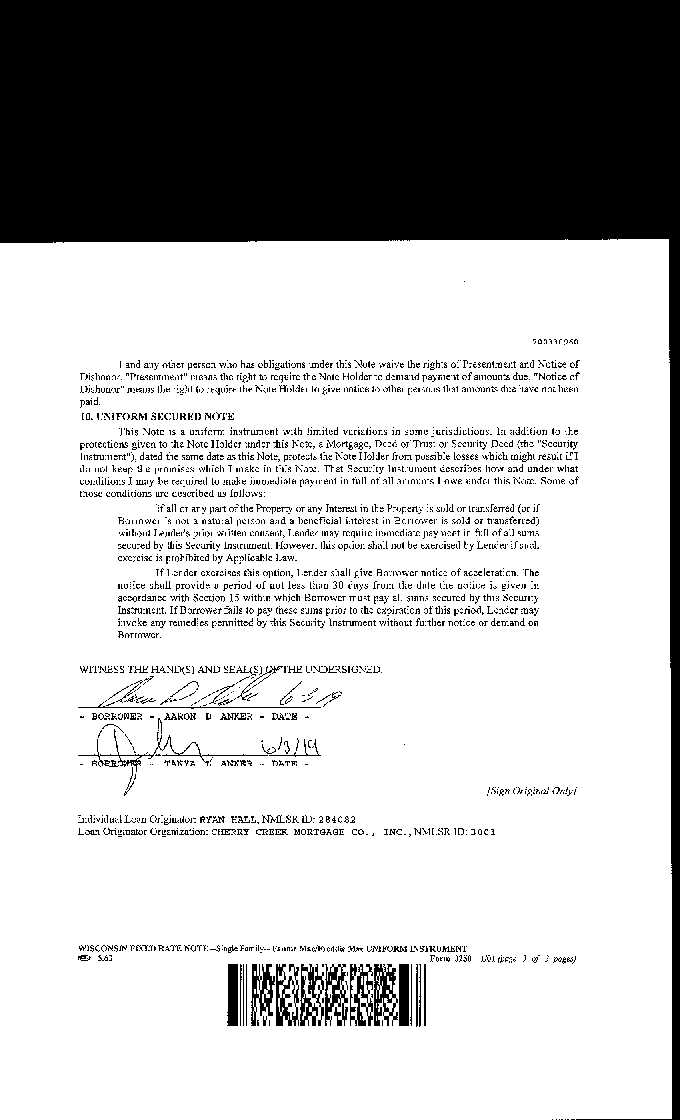 200330960
I and any other person who has obligations under this Note waive the rights of Presentment and Notice of
Dishonor. "Presentment" means the right to require the Note Holder to demand payment of amounts due. "Notice of
Dishonor" means the right to require the Note Holder to give notice to other persons that amounts due have not been
paid.
10. UNIFORM SECURED NOTE
This Note is a uniform instrument with limited variations in some jurisdictions. In addition to the
protections given to the Note Holder under this Note, a Mortgage, Deed or Trust or Security Deed (the "Security
Instrument"), dated the same date as this Note, protects the Note Holder from possible losses which might result if I
do not keep the promises which I make in this Note. That Security Instrument describes how and under what
conditions I may be required to make immediate payment in full of all amounts I owe under this Note. Some of
those conditions are described as follows:
If all or any part of the Property or any Interest in the Property is sold or transferred (or if
Borrower is not a natural person and a beneficial interest in Borrower is sold or transferred)
without Lender's prior written consent, Lender may require immediate payment in full of all sums
secured by this Security Instrument. However, this option shall not be exercised by Lender if such
exercise is prohibited by Applicable Law.
If Lender exercises this option, Lender shall give Borrower notice of acceleration. The
notice shall provide a period of not less than 30 days from the date the notice is given in
accordance with Section 15 within which Borrower must pay all sums secured by this Security
Instrument. If Borrower fails to pay these sums prior to the expiration of this period, Lender may
invoke any remedies permitted by this Security Instrument without further notice or demand on
Borrower.
WITNESS THE HAND(S) AND SEAL(S) OF THE UNDERSIGNED.
6-3-19
- BORROWER - AARON D ANKER - DATE -
6/3/19
- BORROWER - TANYA ANKER - DATE -
[Sign Original Only]
Individual Loan Originator: RYAN HALL, NMLSR ID: 284082
Loan Originator Organization: CHERRY CREEK MORTGAGE CO., INC., NMLSR ID: 3001
WISCONSIN FIXED RATE NOTE—Single Family—Fannie Mae/Freddie Mac UNIFORM INSTRUMENT
5.60 Form 3250 1/01 (page 3 of 3 pages)